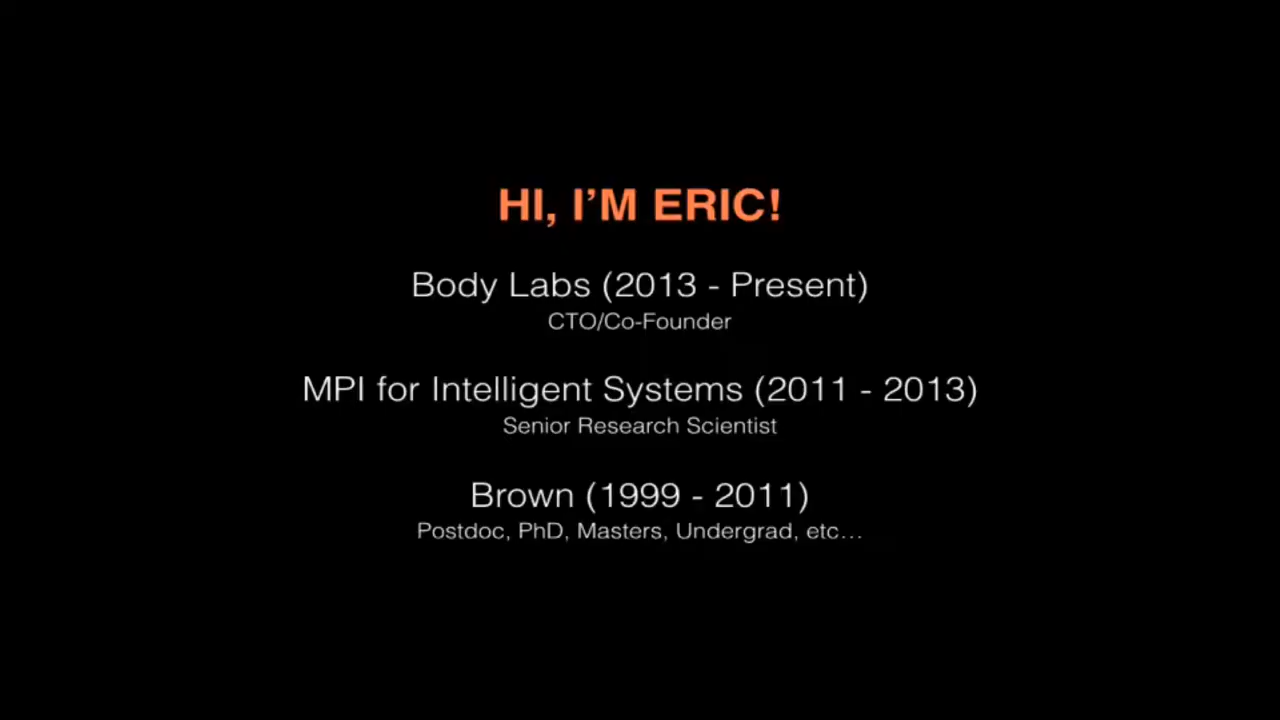 HI, I’M ERIC!
Body Labs (2013 - Present)
CTO/Co-Founder
MPI for Intelligent Systems (2011 - 2013)
Senior Research Scientist
Brown (1999 - 2011)
Postdoc, PhD, Masters, Undergrad, etc…